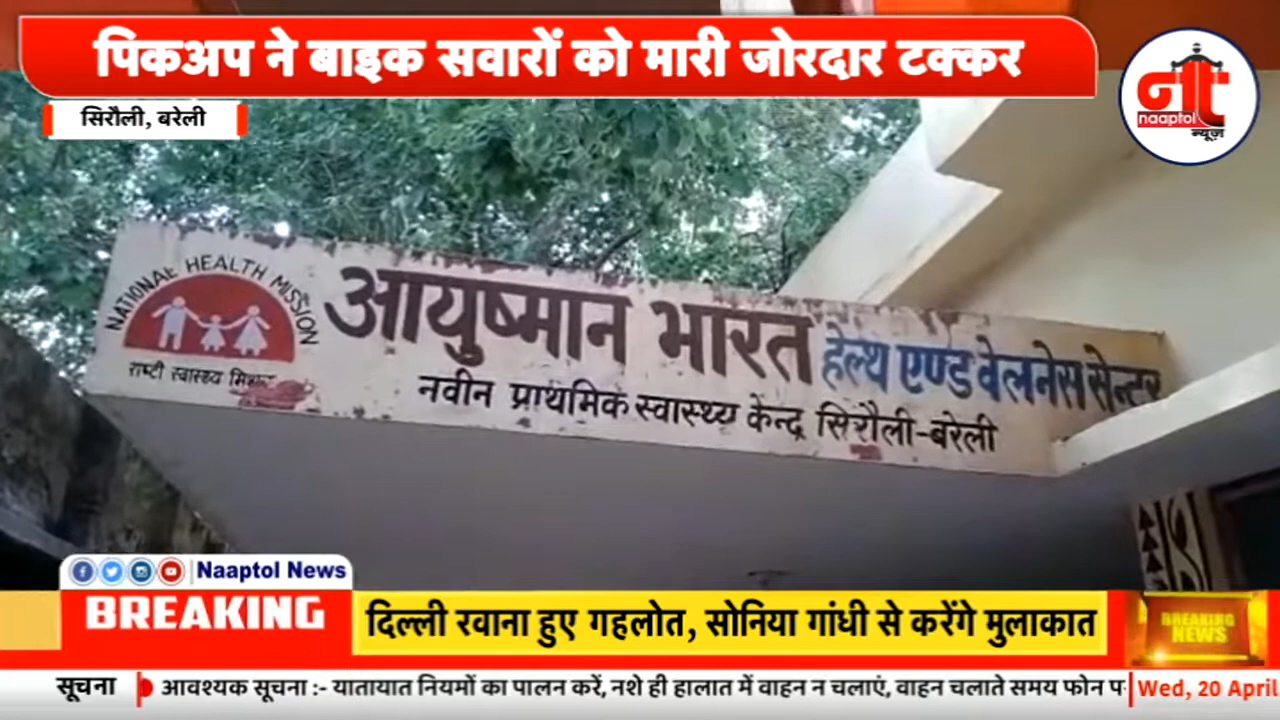 पिकअप ने बाइक सवारों को मारी जोरदार टक्कर
सिरौली, बरेली
naaptol
न्यूज़
NATIONAL HEALTH MISSION
आयुष्मान भारत हेल्थ एण्ड वेलनेस सेन्टर
नवीन प्राथमिक स्वास्थ्य केन्द्र सिरौली-बरेली
स्वास्थ्य
Naaptol News
BREAKING
दिल्ली रवाना हुए गहलोत, सोनिया गांधी से करेंगे मुलाकात
BREAKING NEWS
सूचना
आवश्यक सूचना :- यातायात नियमों का पालन करें, नशे ही हालात में वाहन न चलाएं, वाहन चलाते समय फोन
Wed, 20 April